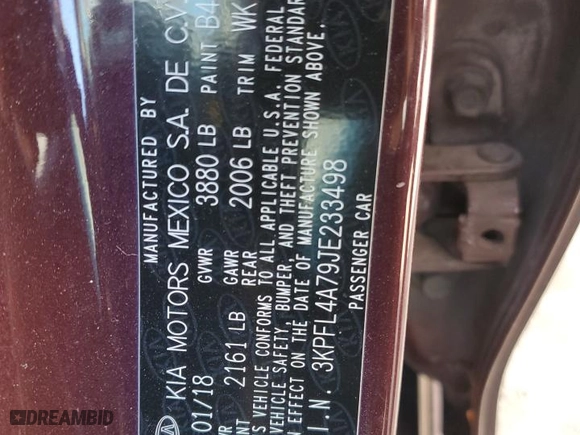 MANUFACTURED BY
KIA MOTORS MEXICO S.A. DE C.V.
01/18 GVWR 3880 LB PAINT B4
GAWR
2161 LB REAR 2006 LB TRIM WK
VEHICLE CONFORMS TO ALL APPLICABLE U.S.A. FEDERAL
VEHICLE SAFETY, BUMPER, AND THEFT PREVENTION STANDAR
EFFECT ON THE DATE OF MANUFACTURE SHOWN ABOVE.
I.N. 3KPFL4A79JE233498
PASSENGER CAR
DREAMBID